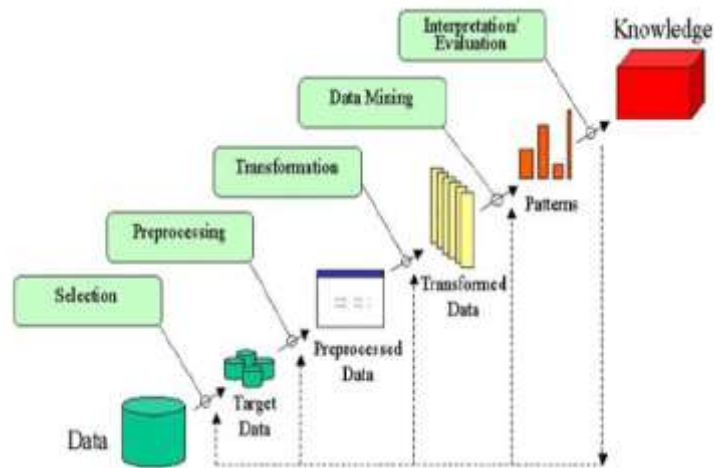 Interpretation/
Evaluation
Knowledge
Data Mining
Transformation
Patterns
Preprocessing
Transformed
Data
Selection
Preprocessed
Data
Target
Data
Data